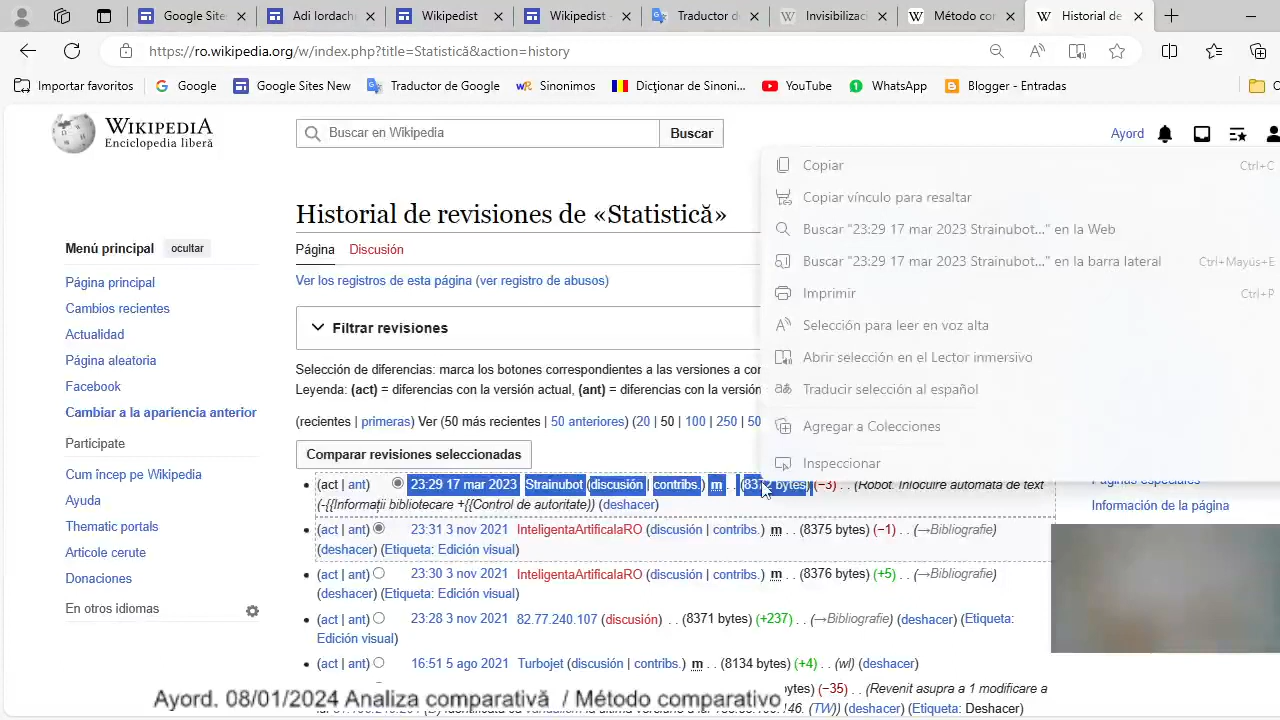 Google Site
Adi Iordach
Wikipedist
Wikipedist -
Traductor d
Invisibilizac
Método co
Historial de
https://ro.wikipedia.org/w/index.php?title=Statistică&action=history
Importar favoritos
Google
Google Sites New
Traductor de Google
Sinonimos
Dicționar de Sinonl...
YouTube
WhatsApp
Blogger - Entradas
WIKIPEDIA
Enciclopedia liberă
Buscar en Wikipedia
Buscar
Ayord
Historial de revisiones de «Statistică»
Página Discusión
Ver los registros de esta página (ver registro de abusos)
Filtrar revisiones
Menú principal ocultar
Página principal
Cambios recientes
Actualidad
Página aleatoria
Facebook
Cambiar a la apariencia anterior
Participate
Cum încep pe Wikipedia
Ayuda
Thematic portals
Articole cerute
Donaciones
En otros idiomas
Selección de diferencias: marca los botones correspondientes a las versiones a co
Leyenda: (act) = diferencias con la versión actual, (ant) = diferencias con la versión
(recientes | primeras) Ver (50 más recientes | 50 anteriores) (20 | 50 | 100 | 250 | 50
Comparar revisiones seleccionadas
(act | ant) 23:29 17 mar 2023 Strainubot (discusión | contribs.) m . . (837 bytes) (−3) . . (Robot: Înlocuire automată de text
(-{{Informații bibliotecare +{{Control de autoritate)) (deshacer)
(act | ant) 23:31 3 nov 2021 InteligentaArtificalaRO (discusión | contribs.) m . . (8375 bytes) (−1) . . (→Bibliografie)
(deshacer) (Etiqueta: Edición visual)
(act | ant) 23:30 3 nov 2021 InteligentaArtificalaRO (discusión | contribs.) m . . (8376 bytes) (+5) . . (→Bibliografie)
(deshacer) (Etiqueta: Edición visual)
(act | ant) 23:28 3 nov 2021 82.77.240.107 (discusión) . . (8371 bytes) (+237) . . (→Bibliografie) (deshacer) (Etiqueta:
Edición visual)
(act | ant) 16:51 5 ago 2021 Turbojet (discusión | contribs.) m . . (8134 bytes) (+4) . . (wl) (deshacer)
bytes) (−35) . . (Revenit asupra a 1 modificare a
146. (TW)) (deshacer) (Etiqueta: Deshacer)
Copiar Ctrl+C
Copiar vínculo para resaltar
Buscar "23:29 17 mar 2023 Strainubot..." en la Web
Buscar "23:29 17 mar 2023 Strainubot..." en la barra lateral Ctrl+Mayús+E
Imprimir Ctrl+P
Selección para leer en voz alta
Abrir selección en el Lector inmersivo
Traducir selección al español
Agregar a Colecciones
Inspeccionar
Páginas especiales
Información de la página
Ayord. 08/01/2024 Analiza comparativă / Método comparativo